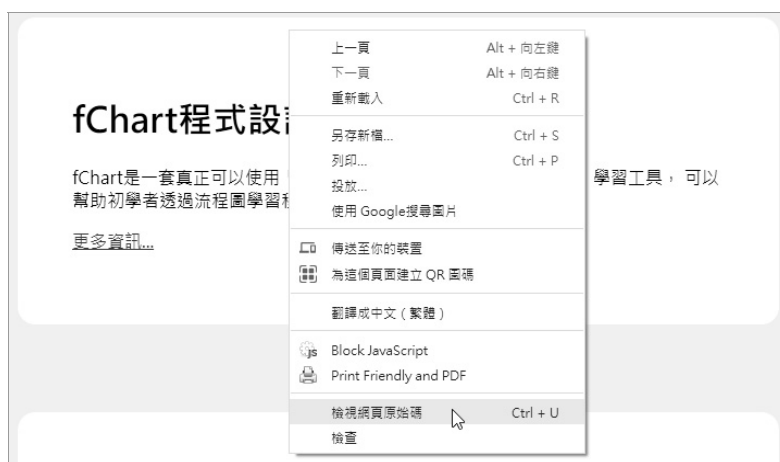 上一頁 Alt + 向左鍵
下一頁 Alt + 向右鍵
重新載入 Ctrl + R
另存新檔... Ctrl + S
列印... Ctrl + P
投放...
使用 Google搜尋圖片
傳送至你的裝置
為這個頁面建立 QR 圖碼
翻譯成中文 ( 繁體 )
Block JavaScript
Print Friendly and PDF
檢視網頁原始碼 Ctrl + U
檢查
fChart程式設
fChart是一套真正可以使用
學習工具， 可以
幫助初學者透過流程圖學習
更多資訊...